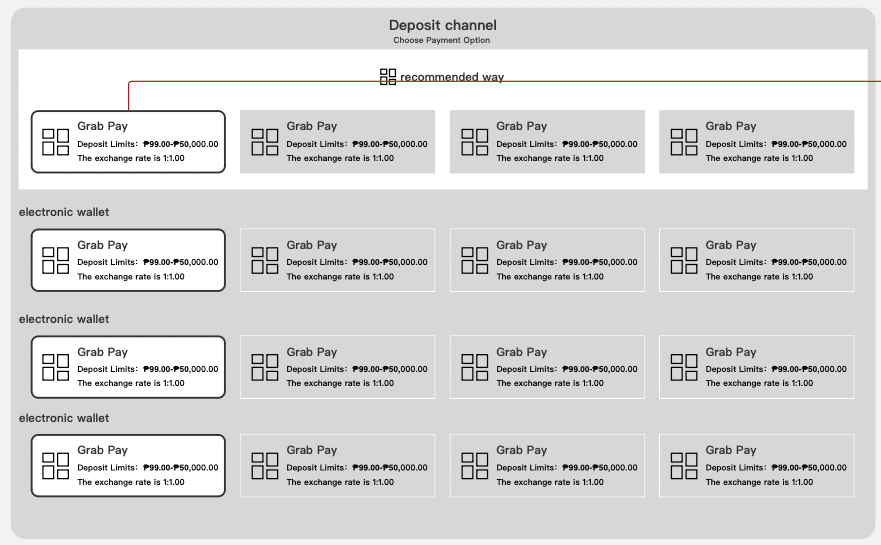 Deposit channel
Choose Payment Option
recommended way
Grab Pay
Deposit Limits: ₱99.00-₱50,000.00
The exchange rate is 1:1.00
Grab Pay
Deposit Limits: ₱99.00-₱50,000.00
The exchange rate is 1:1.00
Grab Pay
Deposit Limits: ₱99.00-₱50,000.00
The exchange rate is 1:1.00
Grab Pay
Deposit Limits: ₱99.00-₱50,000.00
The exchange rate is 1:1.00
electronic wallet
Grab Pay
Deposit Limits: ₱99.00-₱50,000.00
The exchange rate is 1:1.00
Grab Pay
Deposit Limits: ₱99.00-₱50,000.00
The exchange rate is 1:1.00
Grab Pay
Deposit Limits: ₱99.00-₱50,000.00
The exchange rate is 1:1.00
Grab Pay
Deposit Limits: ₱99.00-₱50,000.00
The exchange rate is 1:1.00
electronic wallet
Grab Pay
Deposit Limits: ₱99.00-₱50,000.00
The exchange rate is 1:1.00
Grab Pay
Deposit Limits: ₱99.00-₱50,000.00
The exchange rate is 1:1.00
Grab Pay
Deposit Limits: ₱99.00-₱50,000.00
The exchange rate is 1:1.00
Grab Pay
Deposit Limits: ₱99.00-₱50,000.00
The exchange rate is 1:1.00
electronic wallet
Grab Pay
Deposit Limits: ₱99.00-₱50,000.00
The exchange rate is 1:1.00
Grab Pay
Deposit Limits: ₱99.00-₱50,000.00
The exchange rate is 1:1.00
Grab Pay
Deposit Limits: ₱99.00-₱50,000.00
The exchange rate is 1:1.00
Grab Pay
Deposit Limits: ₱99.00-₱50,000.00
The exchange rate is 1:1.00